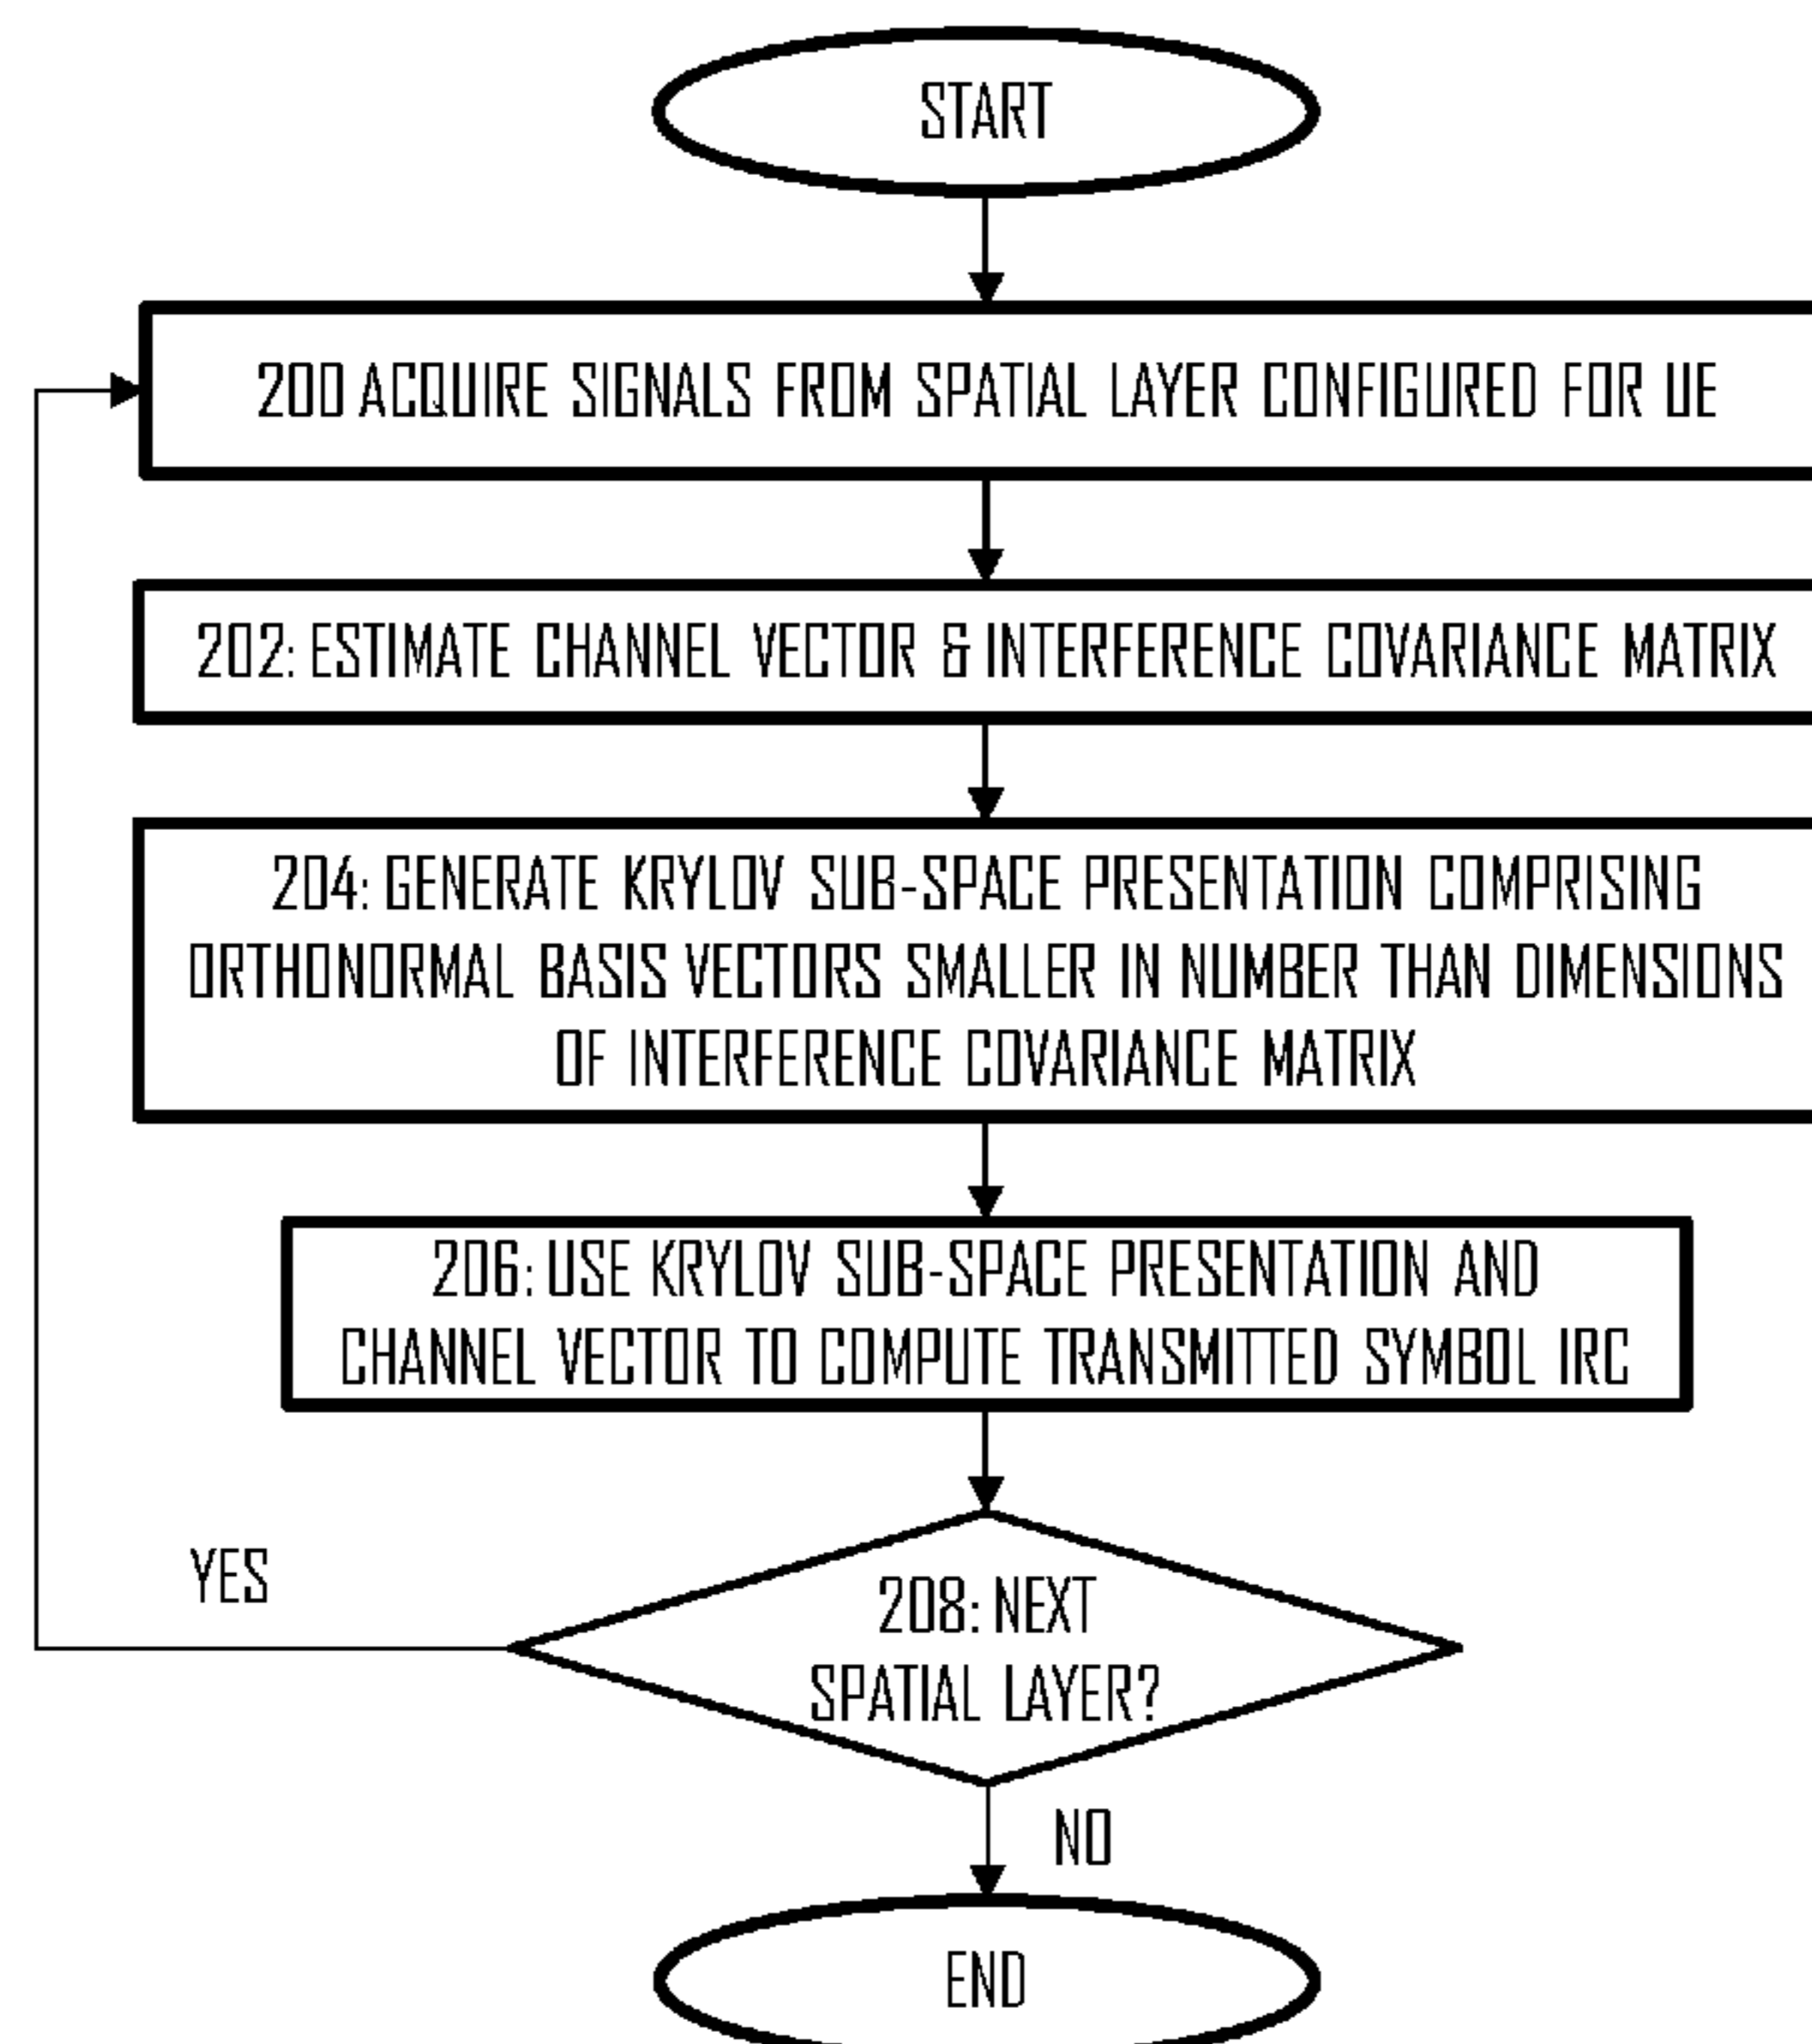 START
200 ACQUIRE SIGNALS FROM SPATIAL LAYER CONFIGURED FOR UE
202: ESTIMATE CHANNEL VECTOR & INTERFERENCE COVARIANCE MATRIX
204: GENERATE KRYLOV SUB-SPACE PRESENTATION COMPRISING
ORTHONORMAL BASIS VECTORS SMALLER IN NUMBER THAN DIMENSIONS
OF INTERFERENCE COVARIANCE MATRIX
206: USE KRYLOV SUB-SPACE PRESENTATION AND
CHANNEL VECTOR TO COMPUTE TRANSMITTED SYMBOL IRC
YES
208: NEXT
SPATIAL LAYER?
NO
END